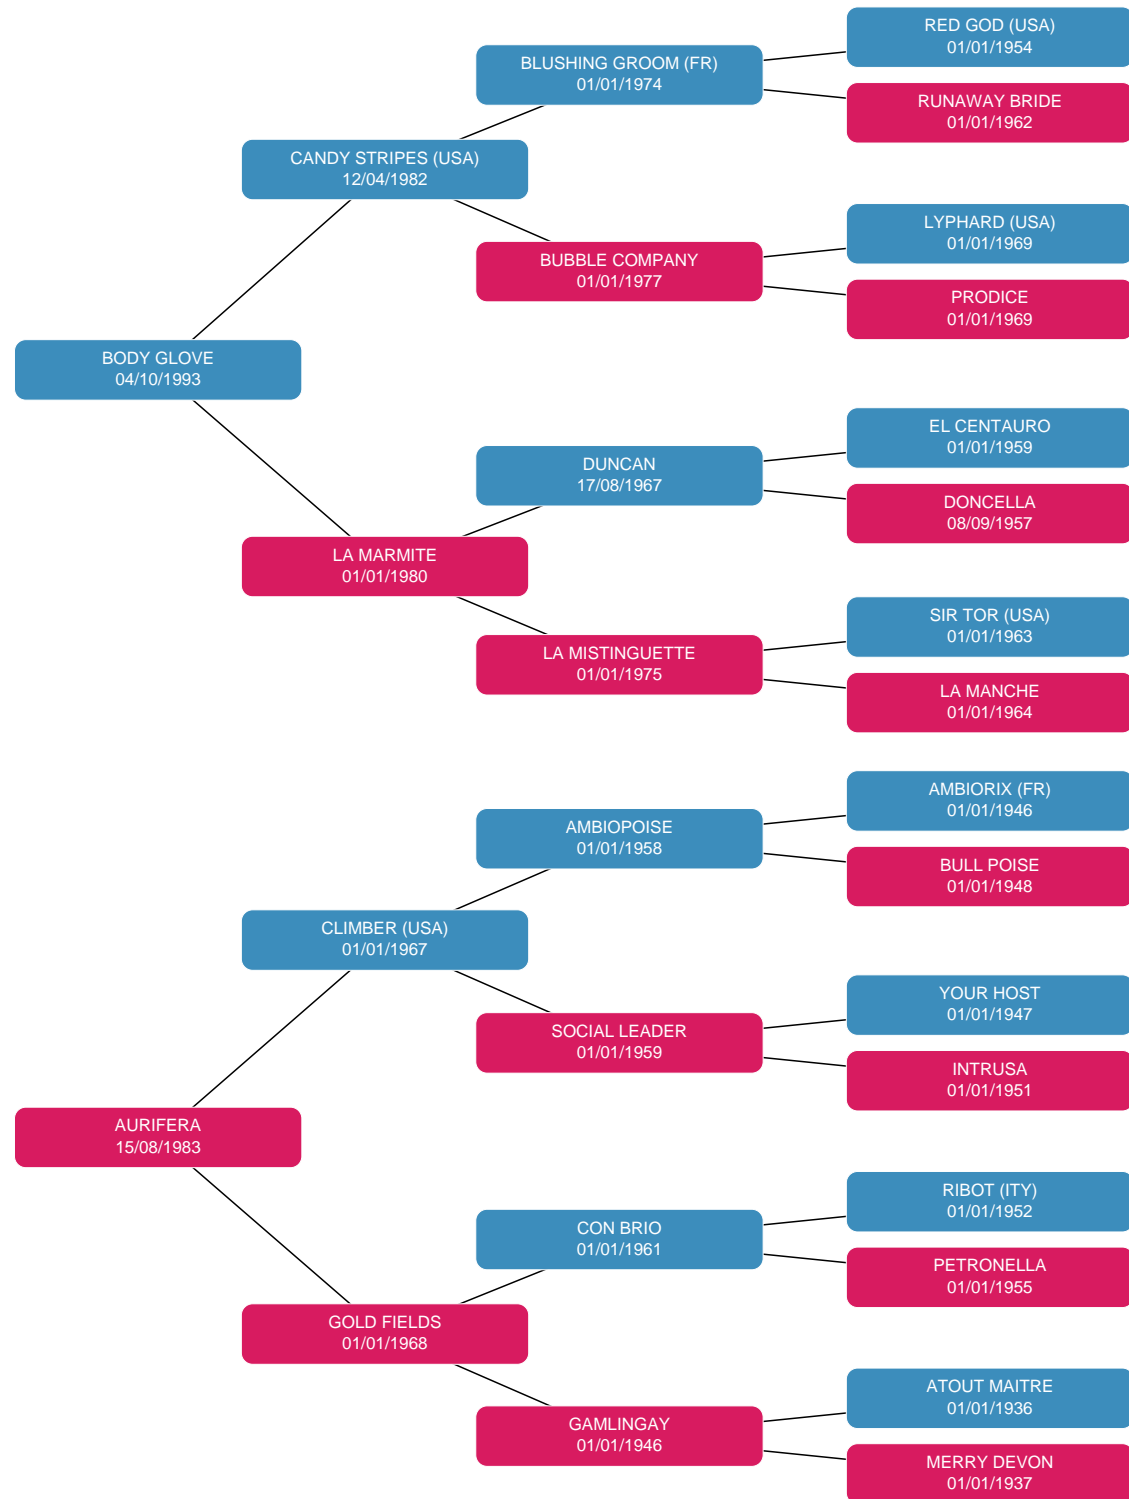 RED GOD (USA)
01/01/1954
BLUSHING GROOM (FR)
01/01/1974
RUNAWAY BRIDE
01/01/1962
CANDY STRIPES (USA)
12/04/1982
LYPHARD (USA)
01/01/1969
BUBBLE COMPANY
01/01/1977
PRODICE
01/01/1969
BODY GLOVE
04/10/1993
EL CENTAURO
01/01/1959
DUNCAN
17/08/1967
DONCELLA
08/09/1957
LA MARMITE
01/01/1980
SIR TOR (USA)
01/01/1963
LA MISTINGUETTE
01/01/1975
LA MANCHE
01/01/1964
AMBIORIX (FR)
01/01/1946
AMBIOPOISE
01/01/1958
BULL POISE
01/01/1948
CLIMBER (USA)
01/01/1967
YOUR HOST
01/01/1947
SOCIAL LEADER
01/01/1959
INTRUSA
01/01/1951
AURIFERA
15/08/1983
RIBOT (ITY)
01/01/1952
CON BRIO
01/01/1961
PETRONELLA
01/01/1955
GOLD FIELDS
01/01/1968
ATOUT MAITRE
01/01/1936
GAMLINGAY
01/01/1946
MERRY DEVON
01/01/1937